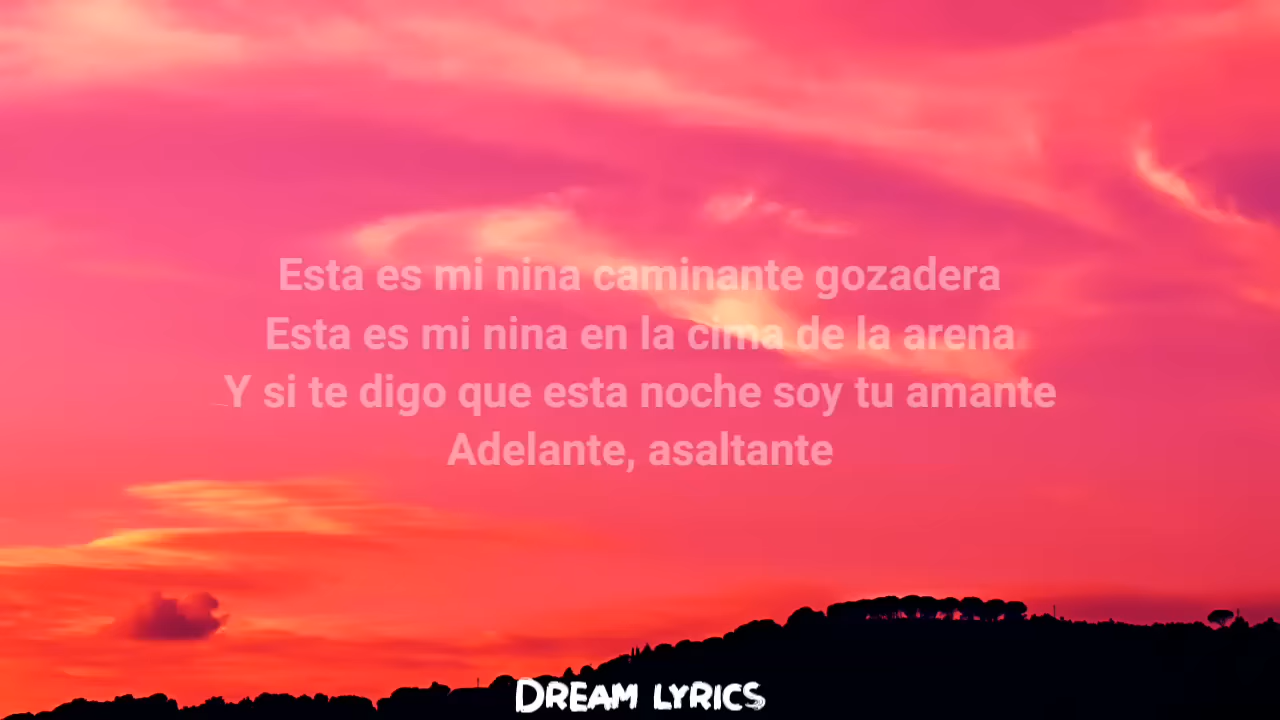 Esta es mi nina caminante gozadera
Esta es mi nina en la cima de la arena
Y si te digo que esta noche soy tu amante
Adelante, asaltante
DREAM LYRICS